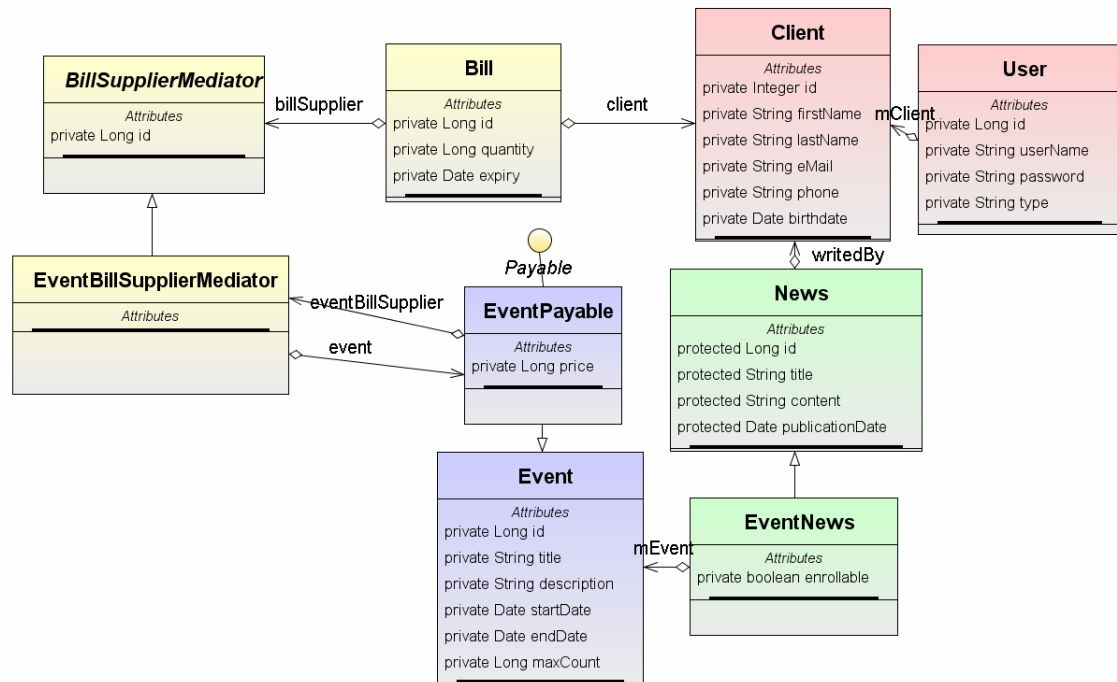 BillSupplierMediator
Attributes
private Long id
billSupplier
Bill
Attributes
private Long id
private Long quantity
private Date expiry
client
Client
Attributes
private Integer id
private String firstName
private String lastName
private String eMail
private String phone
private Date birthdate
mClient
User
Attributes
private Long id
private String userName
private String password
private String type
EventBillSupplierMediator
Attributes
eventBillSupplier
event
Payable
EventPayable
Attributes
private Long price
writedBy
News
Attributes
protected Long id
protected String title
protected String content
protected Date publicationDate
Event
Attributes
private Long id
private String title
private String description
private Date startDate
private Date endDate
private Long maxCount
mEvent
EventNews
Attributes
private boolean enrollable